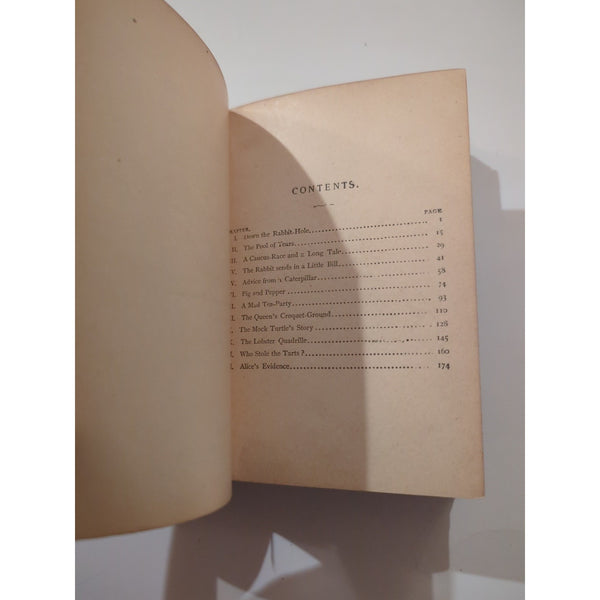 CONTENTS.
PAGE
HAPTER.
I. Down the Rabbit-Hole 1
II. The Pool of Tears 15
III. A Caucus-Race and a Long Tale 29
V. The Rabbit sends in a Little Bill 41
V. Advice from a Caterpillar 58
I. Pig and Pepper 74
I. A Mad Tea-Party 93
I. The Queen's Croquet-Ground 110
The Mock Turtle's Story 128
The Lobster Quadrille 145
I. Who Stole the Tarts? 160
I. Alice's Evidence 174